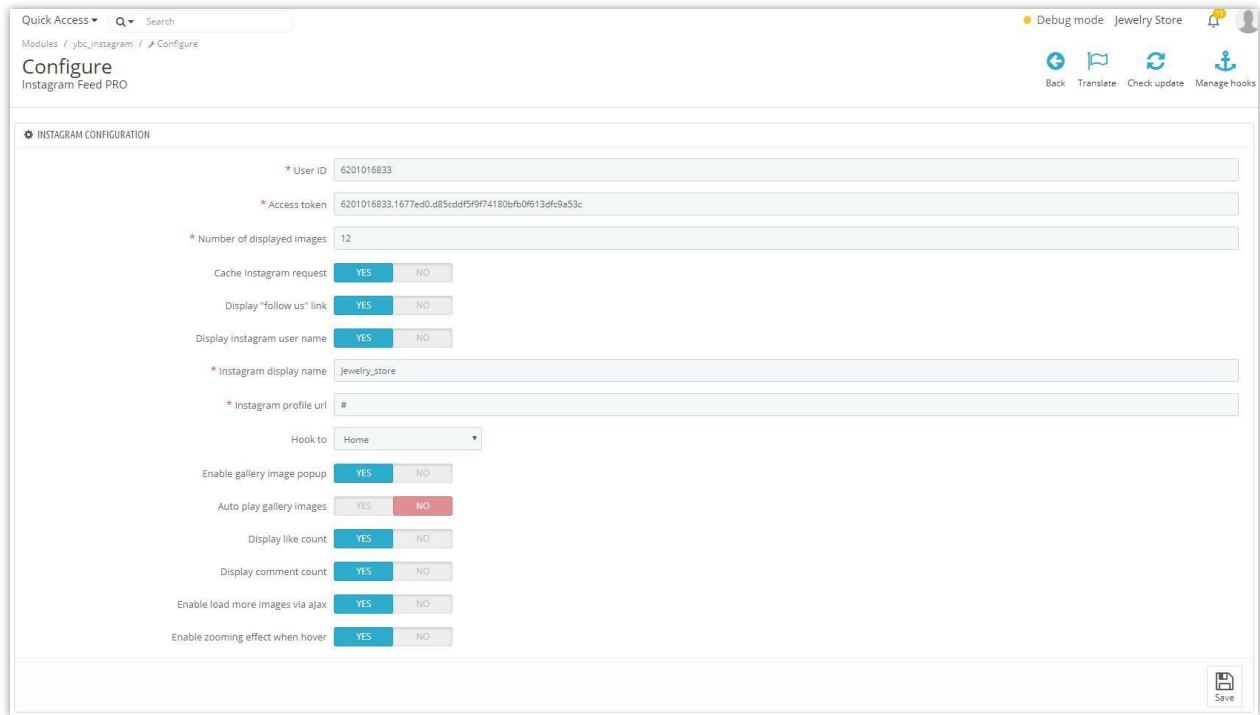 Quick Access Search Debug mode Jewelry Store
Modules / ybc_instagram / Configure
Configure
Instagram Feed PRO
Back Translate Check update Manage hooks
INSTAGRAM CONFIGURATION
* User ID 6201016833
* Access token 6201016833.1677ed0.d85cddf5f9f74180bfb0f613dfc9a53c
* Number of displayed images 12
Cache Instagram request YES NO
Display "follow us" link YES NO
Display Instagram user name YES NO
* Instagram display name Jewelry_store
* Instagram profile url #
Hook to Home
Enable gallery image popup YES NO
Auto play gallery images YES NO
Display like count YES NO
Display comment count YES NO
Enable load more images via ajax YES NO
Enable zooming effect when hover YES NO
Save